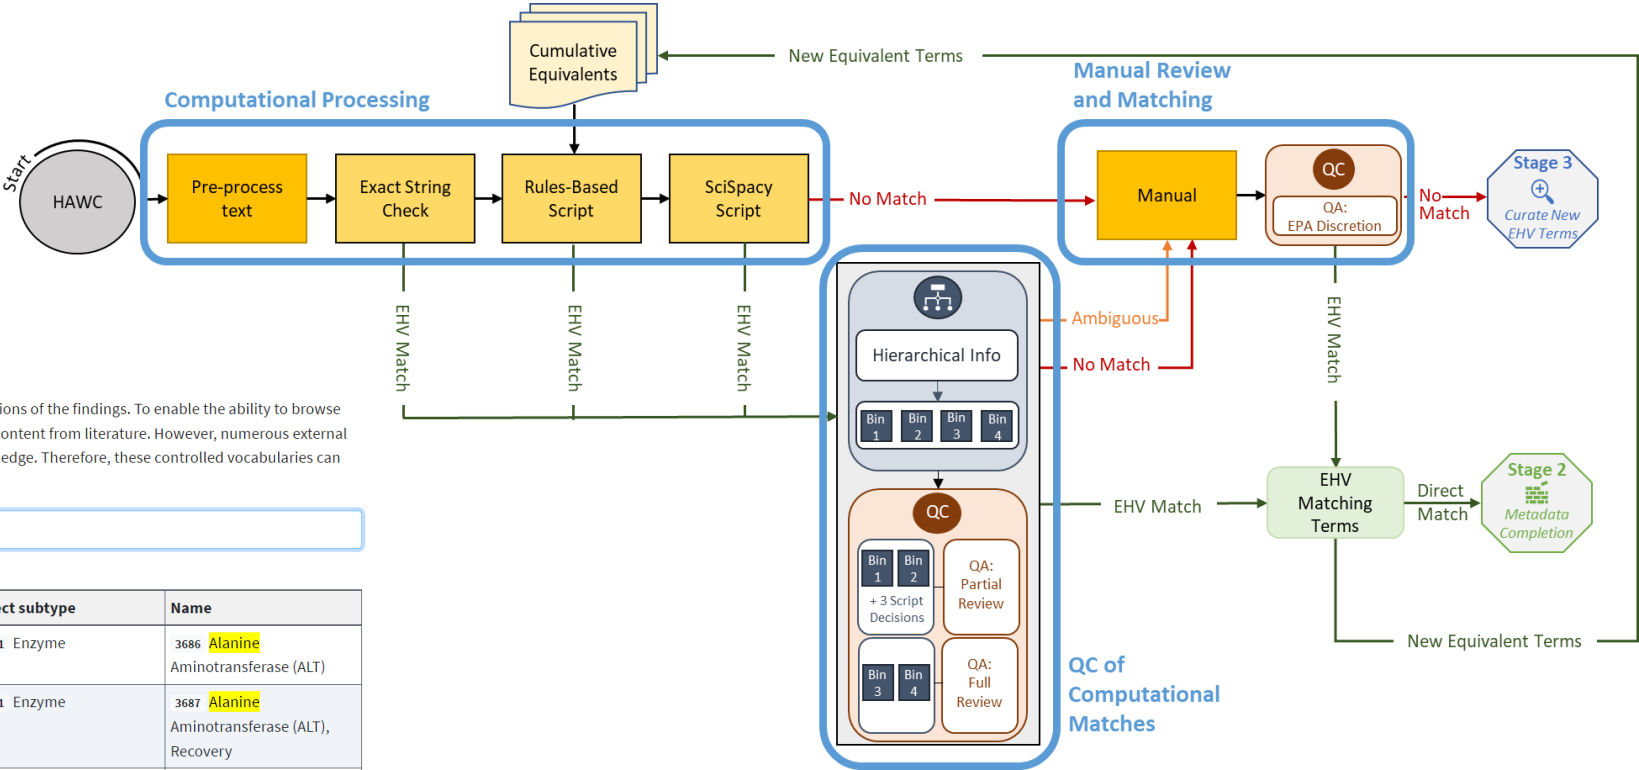 Cumulative
Equivalents
New Equivalent Terms
Manual Review
and Matching
Computational Processing
Start
HAWC
Pre-process
text
Exact String
Check
Rules-Based
Script
SciSpacy
Script
No Match
Manual
QC
QA:
EPA Discretion
No
Match
Stage 3
Curate New
EHV Terms
EHV Match
EHV Match
EHV Match
EHV Match
Hierarchical Info
Bin
1
Bin
2
Bin
3
Bin
4
Ambiguous
No Match
QC
Bin
1
Bin
2
+ 3 Script
Decisions
QA:
Partial
Review
Bin
3
Bin
4
QA:
Full
Review
EHV Match
EHV
Matching
Terms
Direct
Match
Stage 2
Metadata
Completion
New Equivalent Terms
QC of
Computational
Matches
ions of the findings. To enable the ability to browse
ontent from literature. However, numerous external
edge. Therefore, these controlled vocabularies can
ect subtype Name
1 Enzyme 3686 Alanine
Aminotransferase (ALT)
1 Enzyme 3687 Alanine
Aminotransferase (ALT),
Recovery